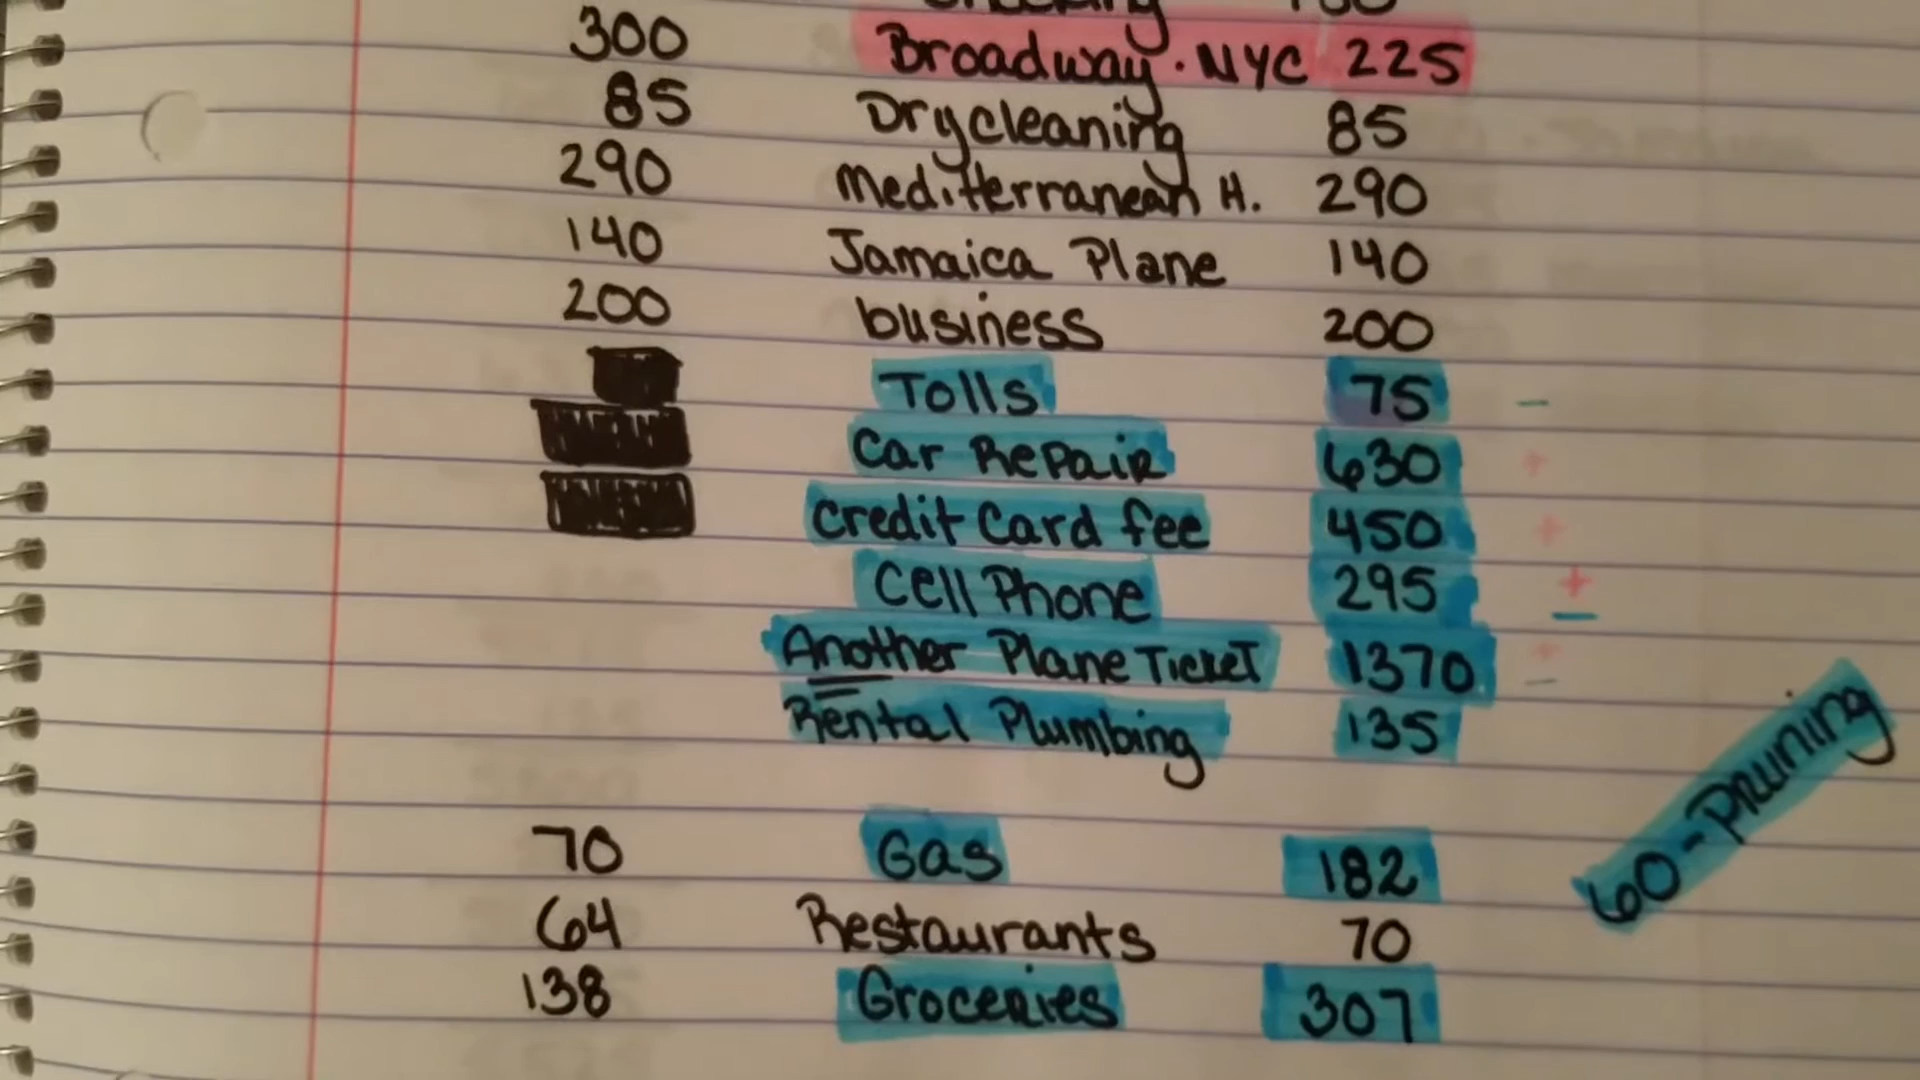 300 Broadway. NYC 225
85 Drycleaning 85
290 Mediterranean H. 290
140 Jamaica Plane 140
200 business 200
Tolls 75 -
Car Repair 630 +
Credit Card fee 450 +
Cell Phone 295 + -
Another Plane Ticket 1370 + -
Rental Plumbing 135
60 - Pruning
70 Gas 182
64 Restaurants 70
138 Groceries 307